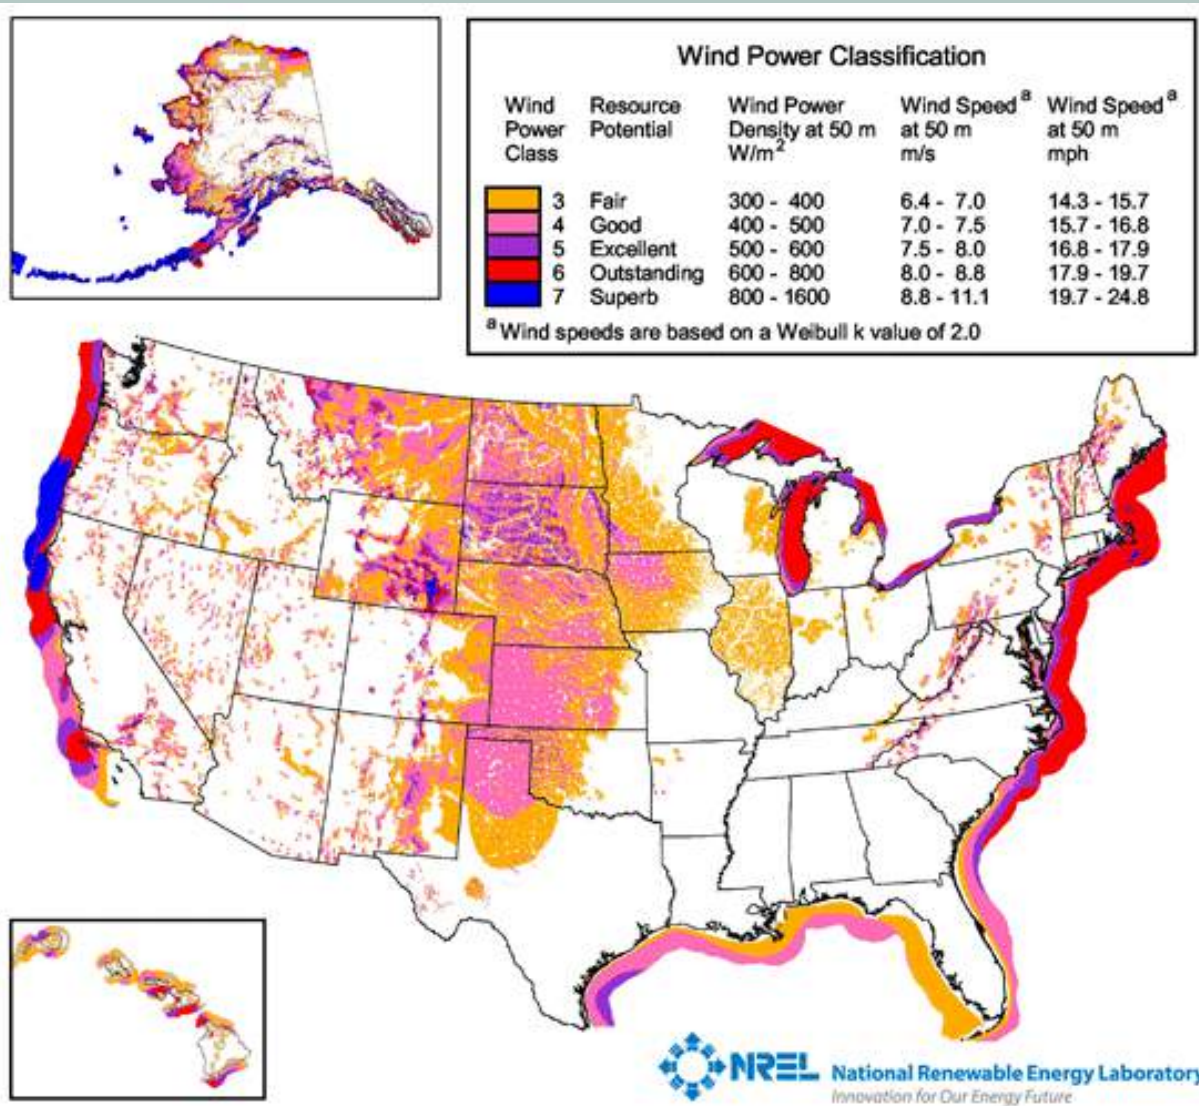 Wind Power Classification
Wind Power Class Resource Potential Wind Power Density at 50 m W/m² Wind Speed ᵃ at 50 m m/s Wind Speed ᵃ at 50 m mph
3 Fair 300 - 400 6.4 - 7.0 14.3 - 15.7
4 Good 400 - 500 7.0 - 7.5 15.7 - 16.8
5 Excellent 500 - 600 7.5 - 8.0 16.8 - 17.9
6 Outstanding 600 - 800 8.0 - 8.8 17.9 - 19.7
7 Superb 800 - 1600 8.8 - 11.1 19.7 - 24.8
ᵃ Wind speeds are based on a Weibull k value of 2.0
NREL National Renewable Energy Laboratory
Innovation for Our Energy Future